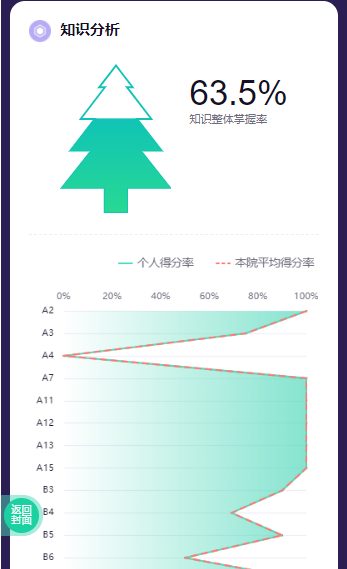 知识分析
63.5%
知识整体掌握率
个人得分率 本院平均得分率
0% 20% 40% 60% 80% 100%
A2
A3
A4
A7
A11
A12
A13
A15
B3
返回
封面
B4
B5
B6